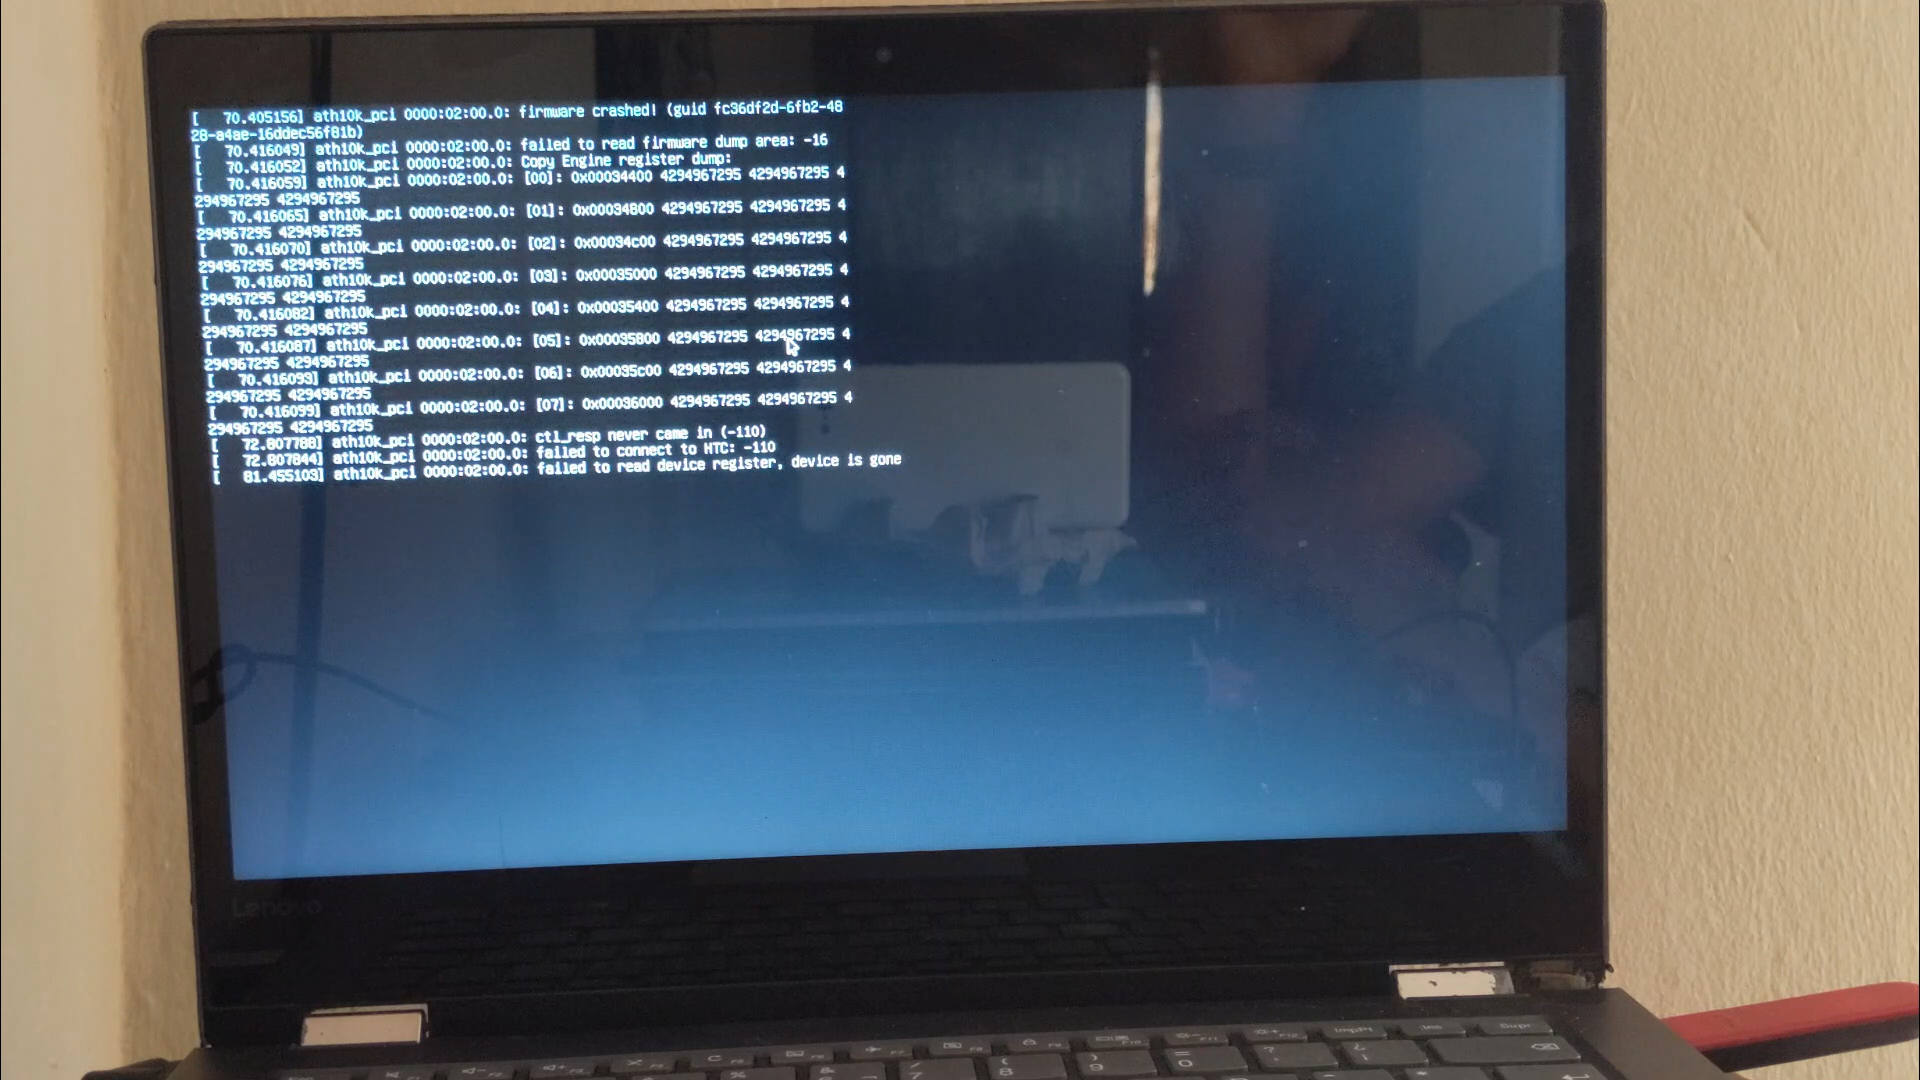 [   70.405156] ath10k_pci 0000:02:00.0: firmware crashed! (guid fc36df2d-6fb2-48
28-a4ae-16ddec56f81b)
[   70.416049] ath10k_pci 0000:02:00.0: failed to read firmware dump area: -16
[   70.416052] ath10k_pci 0000:02:00.0: Copy Engine register dump:
[   70.416059] ath10k_pci 0000:02:00.0: [00]: 0x00034400 4294967295 4294967295 4
294967295 4294967295
[   70.416065] ath10k_pci 0000:02:00.0: [01]: 0x00034800 4294967295 4294967295 4
294967295 4294967295
[   70.416070] ath10k_pci 0000:02:00.0: [02]: 0x00034c00 4294967295 4294967295 4
294967295 4294967295
[   70.416076] ath10k_pci 0000:02:00.0: [03]: 0x00035000 4294967295 4294967295 4
294967295 4294967295
[   70.416082] ath10k_pci 0000:02:00.0: [04]: 0x00035400 4294967295 4294967295 4
294967295 4294967295
[   70.416087] ath10k_pci 0000:02:00.0: [05]: 0x00035800 4294967295 4294967295 4
294967295 4294967295
[   70.416093] ath10k_pci 0000:02:00.0: [06]: 0x00035c00 4294967295 4294967295 4
294967295 4294967295
[   70.416099] ath10k_pci 0000:02:00.0: [07]: 0x00036000 4294967295 4294967295 4
294967295 4294967295
[   72.807788] ath10k_pci 0000:02:00.0: ctl_resp never came in (-110)
[   72.807844] ath10k_pci 0000:02:00.0: failed to connect to HTC: -110
[   81.455103] ath10k_pci 0000:02:00.0: failed to read device register, device is gone
Lenovo
ImpPt Ins Supr
7 8 9 0